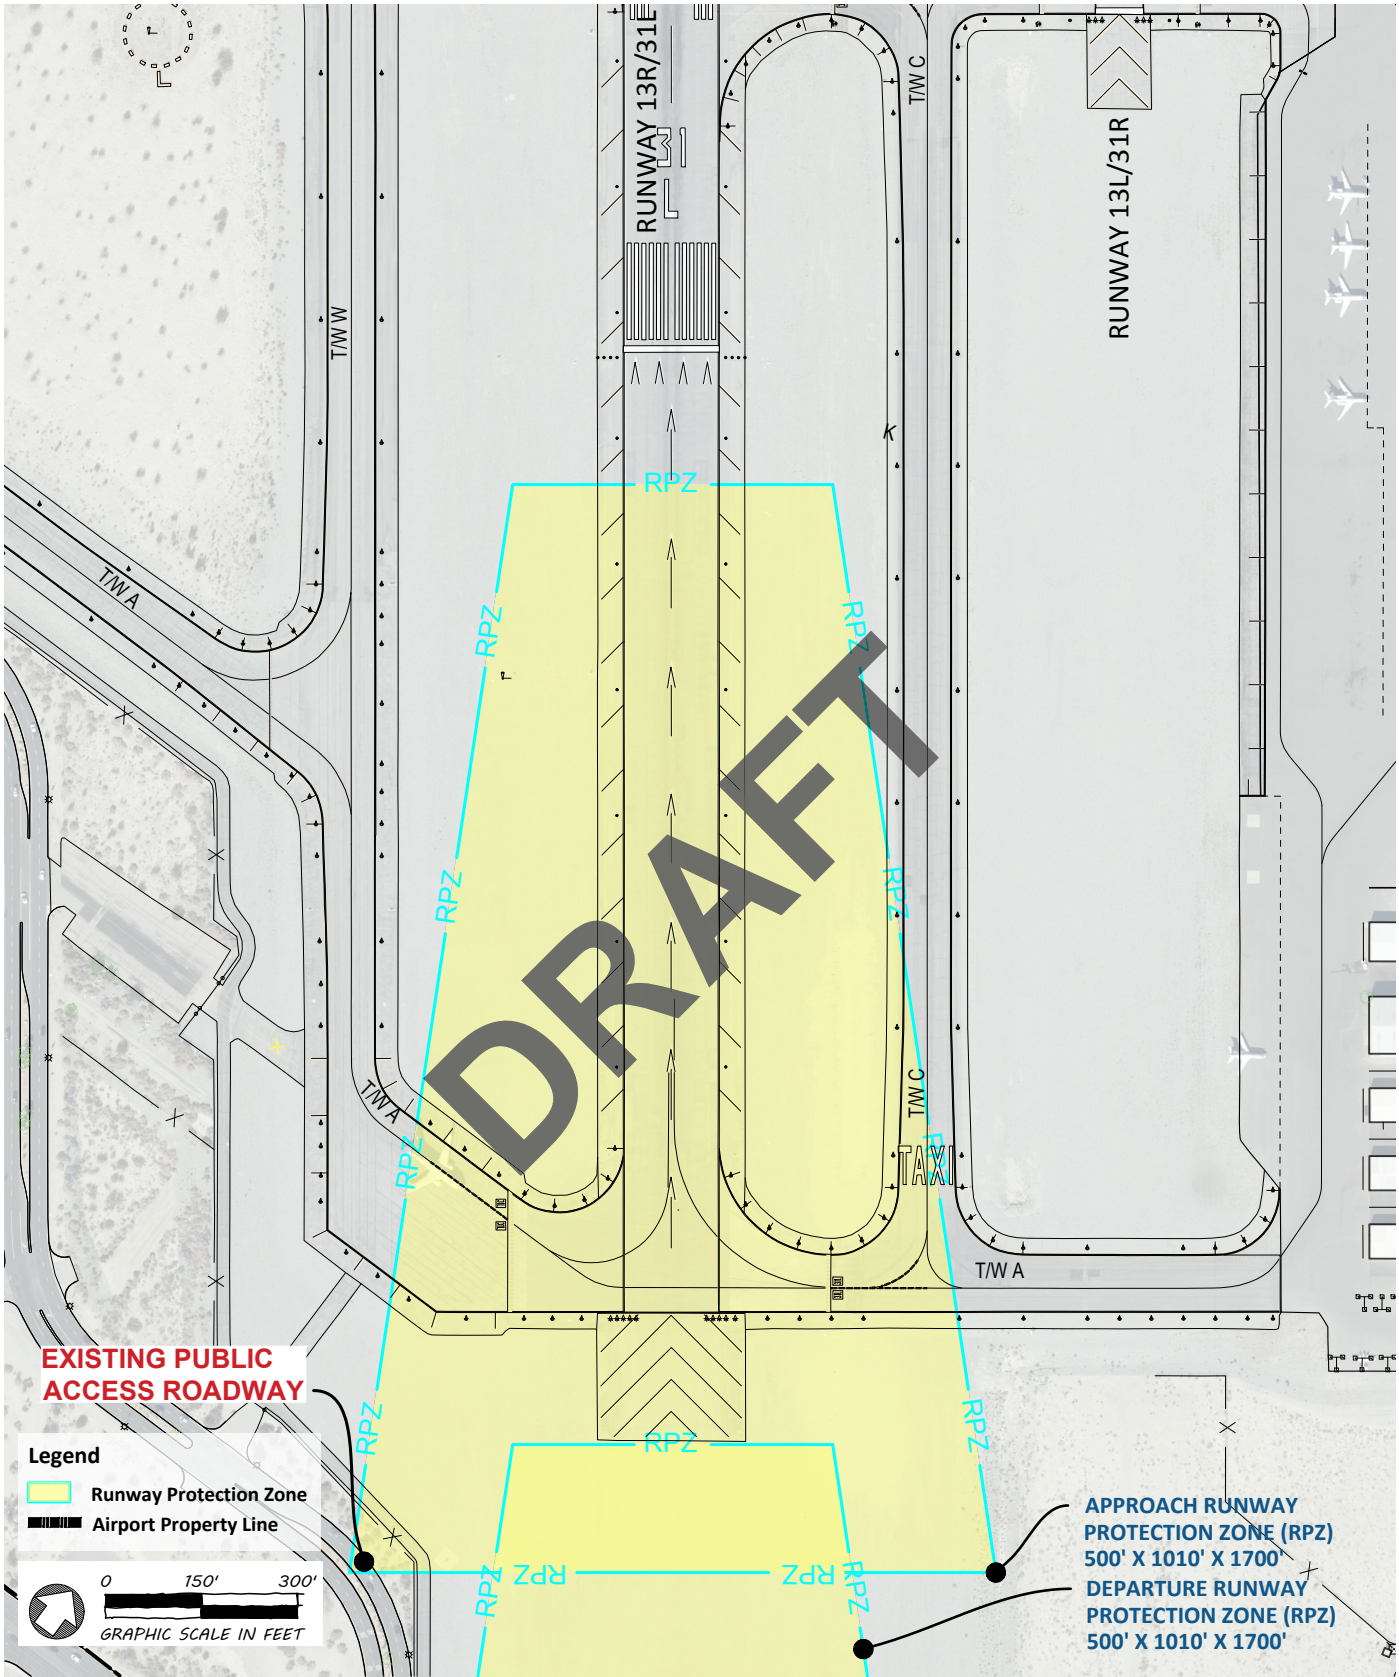 RUNWAY 13R/31L
31
L
T/W C
RUNWAY 13L/31R
T/W W
K
RPZ
T/W A
RPZ
RPZ
DRAFT
RPZ
RPZ
T/W A
T/W C
RPZ
RPZ
TAXI
T/W A
EXISTING PUBLIC
ACCESS ROADWAY
RPZ
RPZ
RPZ
Legend
Runway Protection Zone
Airport Property Line
APPROACH RUNWAY
PROTECTION ZONE (RPZ)
500' X 1010' X 1700'
RPZ
RPZ
RPZ
RPZ
DEPARTURE RUNWAY
PROTECTION ZONE (RPZ)
500' X 1010' X 1700'
0 150' 300'
GRAPHIC SCALE IN FEET